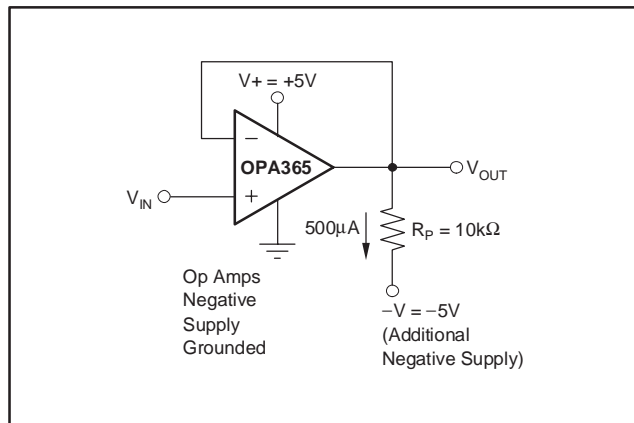 V+ = +5V
−
OPA365
+
V_IN
V_OUT
500μA
R_P = 10kΩ
Op Amps
Negative
Supply
Grounded
−V = −5V
(Additional
Negative Supply)